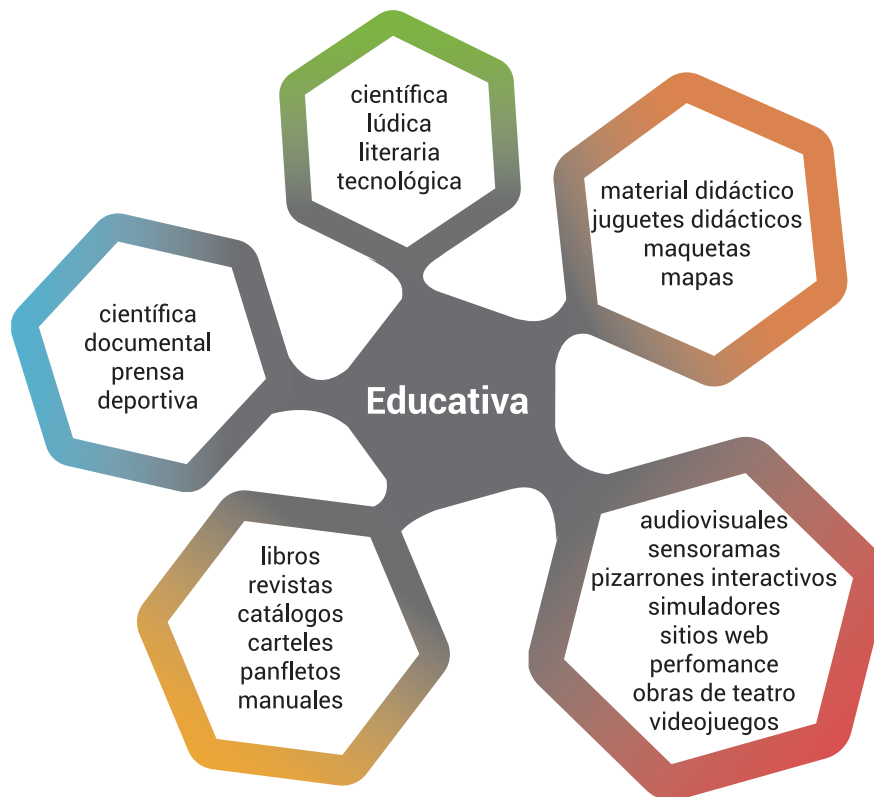 científica
lúdica
literaria
tecnológica
material didáctico
juguetes didácticos
maquetas
mapas
científica
documental
prensa
deportiva
Educativa
libros
revistas
catálogos
carteles
panfletos
manuales
audiovisuales
sensoramas
pizarrones interactivos
simuladores
sitios web
perfomance
obras de teatro
videojuegos